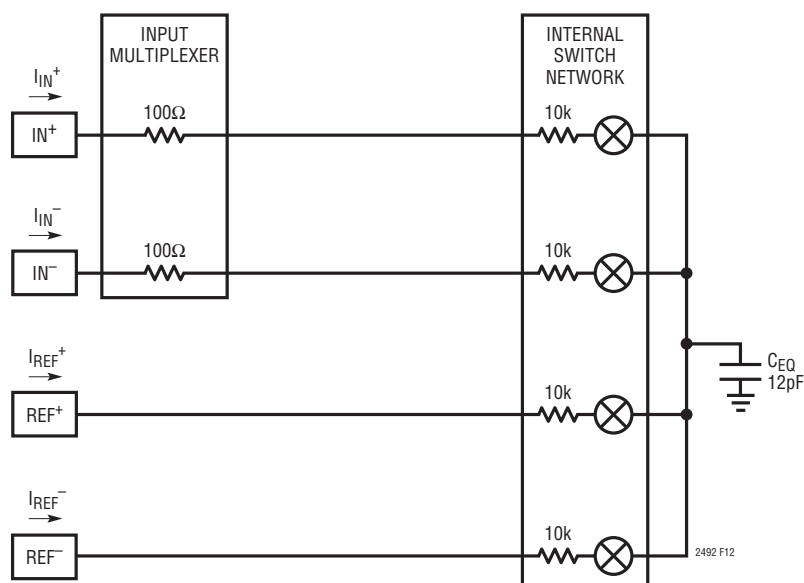 INPUT
MULTIPLEXER
INTERNAL
SWITCH
NETWORK
I_IN^+
IN^+
100Ω
10k
I_IN^–
IN^–
100Ω
10k
I_REF^+
REF^+
10k
C_EQ
12pF
I_REF^–
REF^–
10k
2492 F12